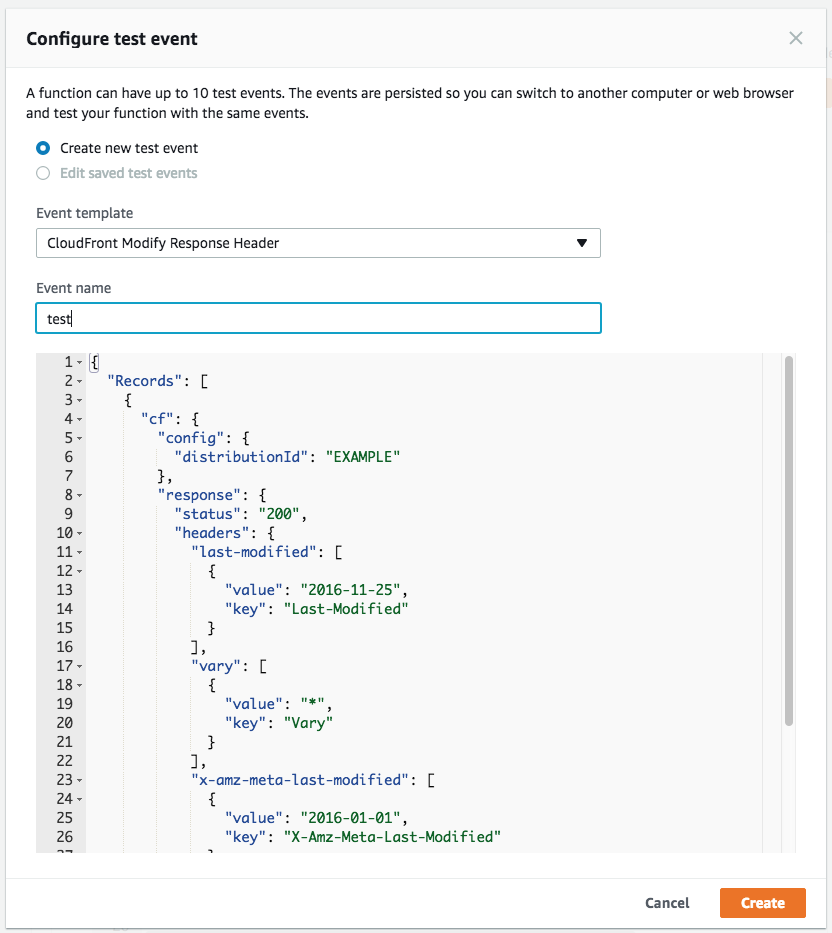 Configure test event
A function can have up to 10 test events. The events are persisted so you can switch to another computer or web browser
and test your function with the same events.
Create new test event
Edit saved test events
Event template
CloudFront Modify Response Header
Event name
test
1 {
2 "Records": [
3 {
4 "cf": {
5 "config": {
6 "distributionId": "EXAMPLE"
7 },
8 "response": {
9 "status": "200",
10 "headers": {
11 "last-modified": [
12 {
13 "value": "2016-11-25",
14 "key": "Last-Modified"
15 }
16 ],
17 "vary": [
18 {
19 "value": "*",
20 "key": "Vary"
21 }
22 ],
23 "x-amz-meta-last-modified": [
24 {
25 "value": "2016-01-01",
26 "key": "X-Amz-Meta-Last-Modified"
27 }
Cancel Create